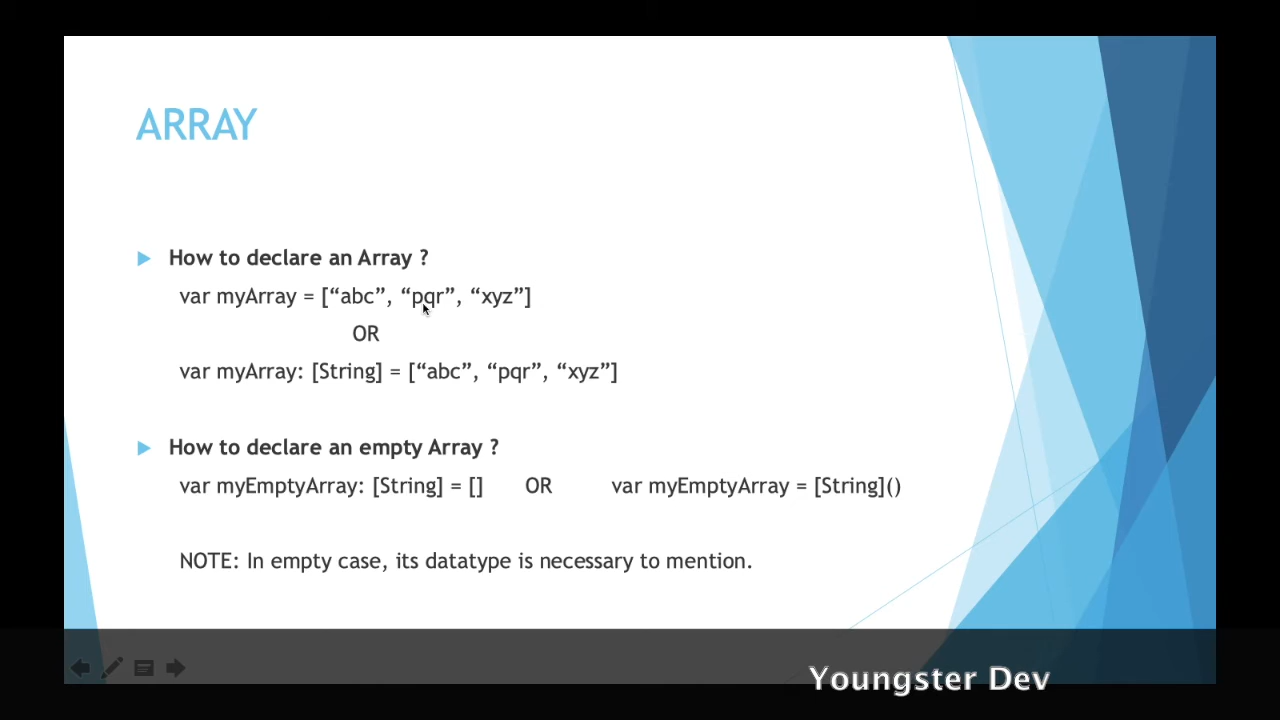 ARRAY
How to declare an Array ?
var myArray = [“abc”, “pqr”, “xyz”]
OR
var myArray: [String] = [“abc”, “pqr”, “xyz”]
How to declare an empty Array ?
var myEmptyArray: [String] = [] OR var myEmptyArray = [String]()
NOTE: In empty case, its datatype is necessary to mention.
Youngster Dev